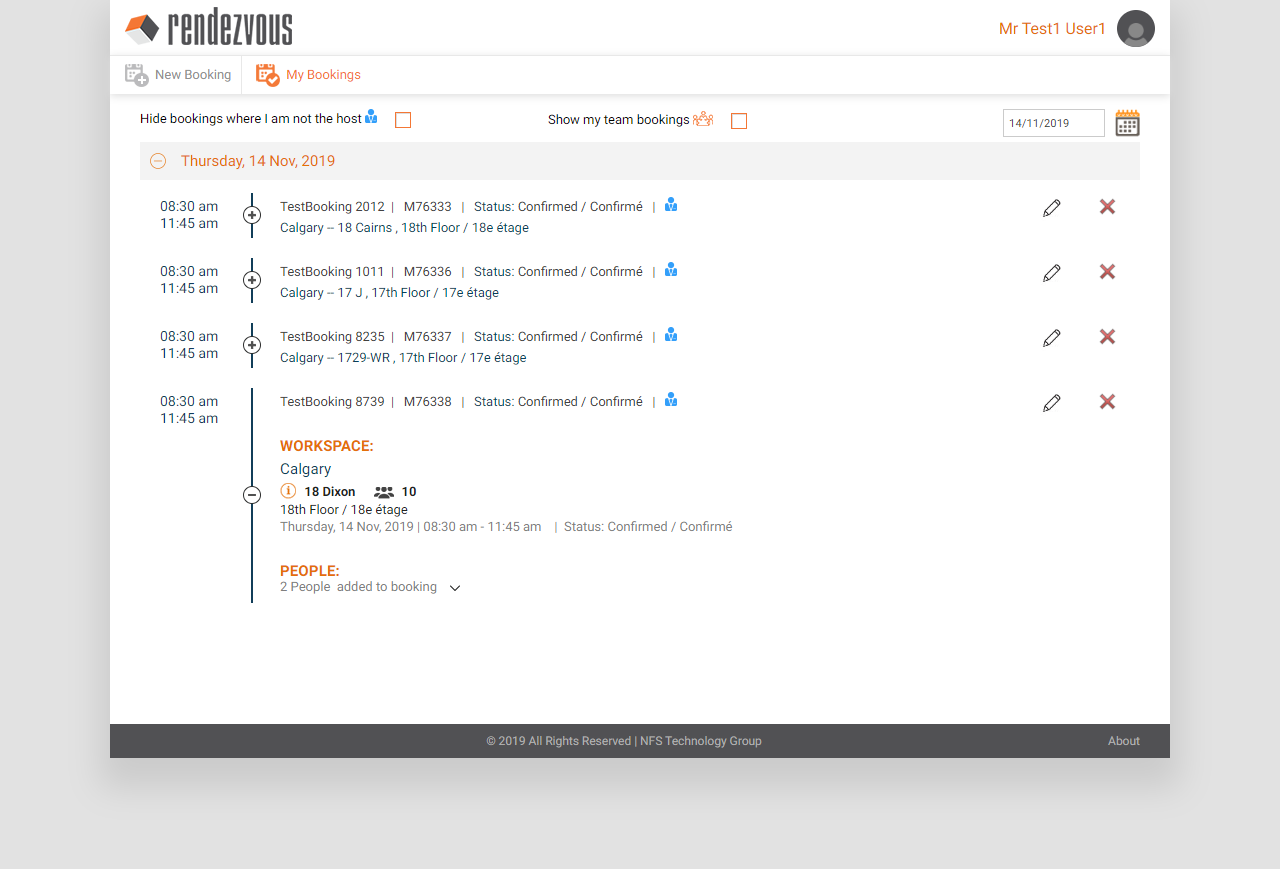 rendezvous
Mr Test1 User1
New Booking
My Bookings
Hide bookings where I am not the host
Show my team bookings
14/11/2019
Thursday, 14 Nov, 2019
08:30 am
11:45 am
TestBooking 2012 | M76333 | Status: Confirmed / Confirmé |
Calgary -- 18 Cairns , 18th Floor / 18e étage
08:30 am
11:45 am
TestBooking 1011 | M76336 | Status: Confirmed / Confirmé |
Calgary -- 17 J , 17th Floor / 17e étage
08:30 am
11:45 am
TestBooking 8235 | M76337 | Status: Confirmed / Confirmé |
Calgary -- 1729-WR , 17th Floor / 17e étage
08:30 am
11:45 am
TestBooking 8739 | M76338 | Status: Confirmed / Confirmé |
WORKSPACE:
Calgary
18 Dixon 10
18th Floor / 18e étage
Thursday, 14 Nov, 2019 | 08:30 am - 11:45 am | Status: Confirmed / Confirmé
PEOPLE:
2 People added to booking
© 2019 All Rights Reserved | NFS Technology Group
About